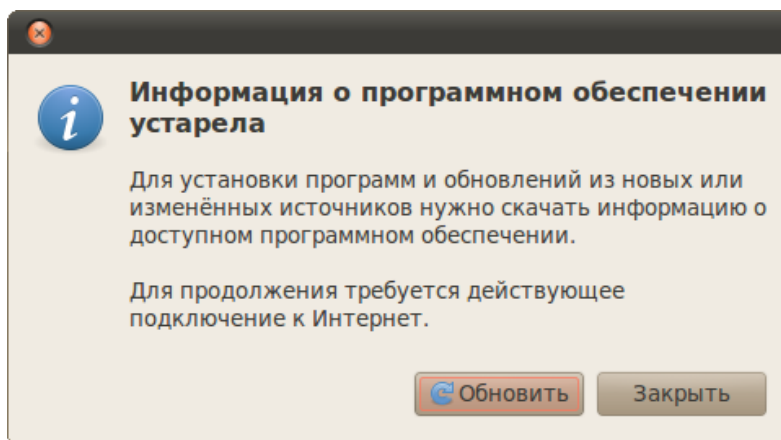 Информация о программном обеспечении
устарела
Для установки программ и обновлений из новых или
изменённых источников нужно скачать информацию о
доступном программном обеспечении.
Для продолжения требуется действующее
подключение к Интернет.
Обновить
Закрыть